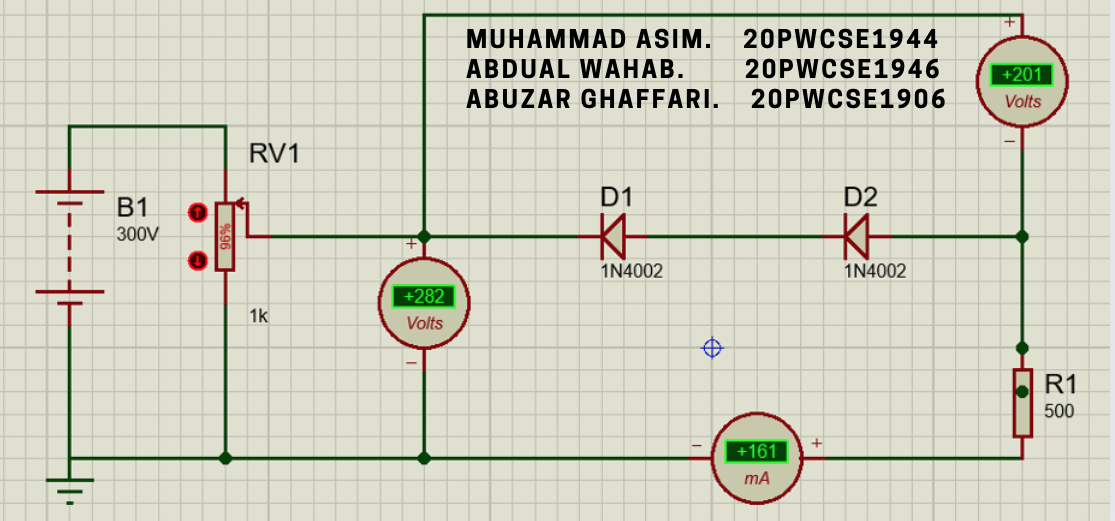 MUHAMMAD ASIM. 20PWCSE1944
ABDUAL WAHAB. 20PWCSE1946
ABUZAR GHAFFARI. 20PWCSE1906
+
+201
Volts
−
RV1
B1
300V
96%
1k
+
+282
Volts
−
D1
1N4002
D2
1N4002
R1
500
−
+161
mA
+